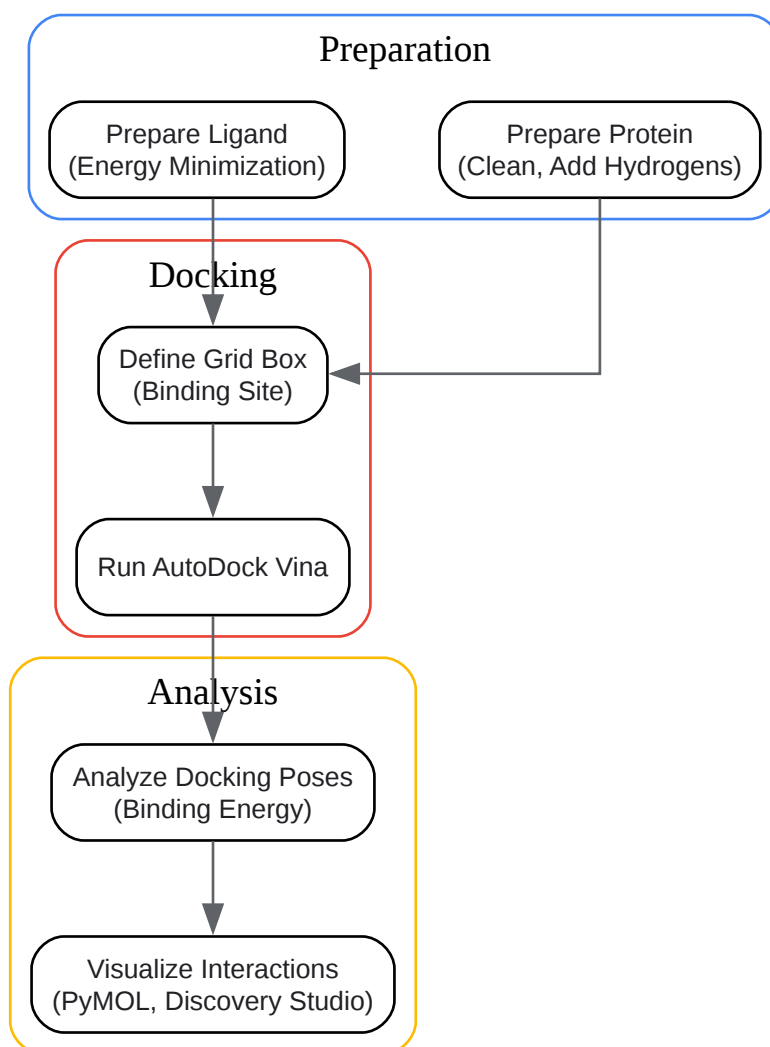 Preparation
Prepare Ligand
(Energy Minimization)
Prepare Protein
(Clean, Add Hydrogens)
Docking
Define Grid Box
(Binding Site)
Run AutoDock Vina
Analysis
Analyze Docking Poses
(Binding Energy)
Visualize Interactions
(PyMOL, Discovery Studio)